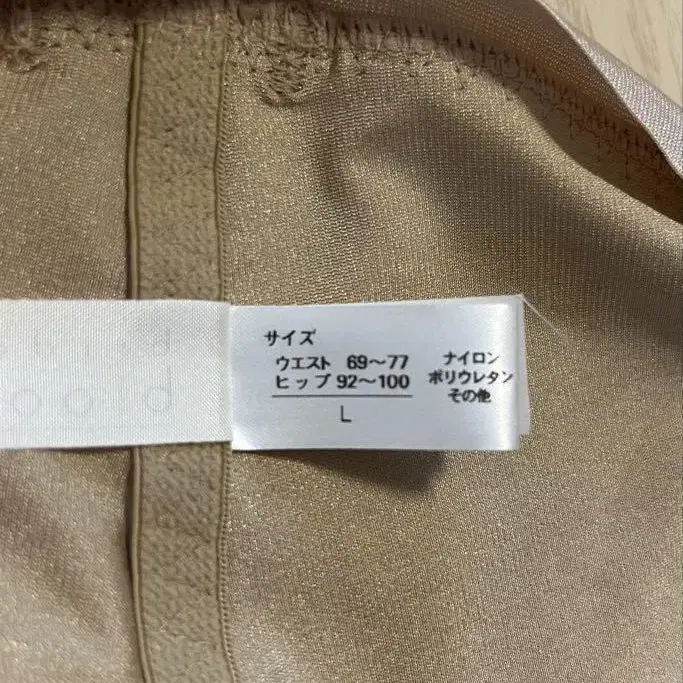 サイズ
ウエスト 69～77
ヒップ 92～100
L
ナイロン
ポリウレタン
その他